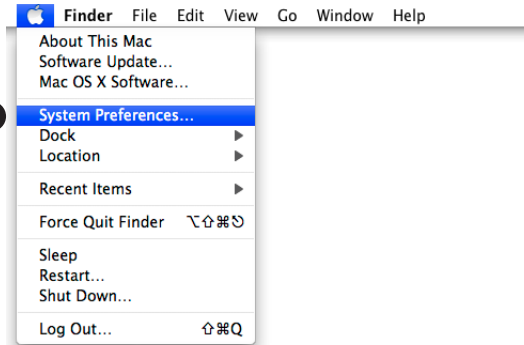 Finder File Edit View Go Window Help
About This Mac
Software Update...
Mac OS X Software...
System Preferences...
Dock
Location
Recent Items
Force Quit Finder ⌥⇧⌘⎋
Sleep
Restart...
Shut Down...
Log Out... ⇧⌘Q